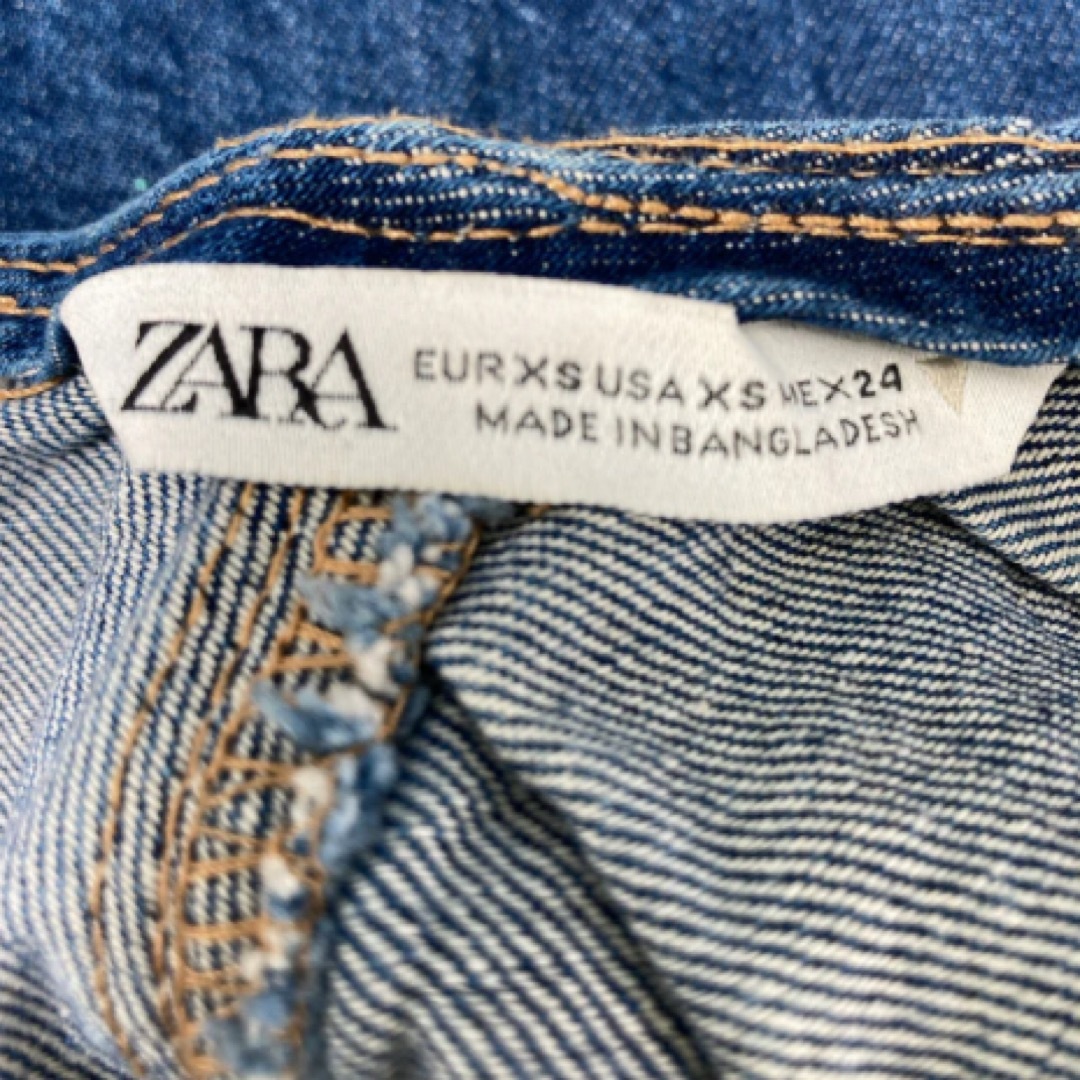 ZARA
EUR XS USA XS MEX 24
MADE IN BANGLADESH